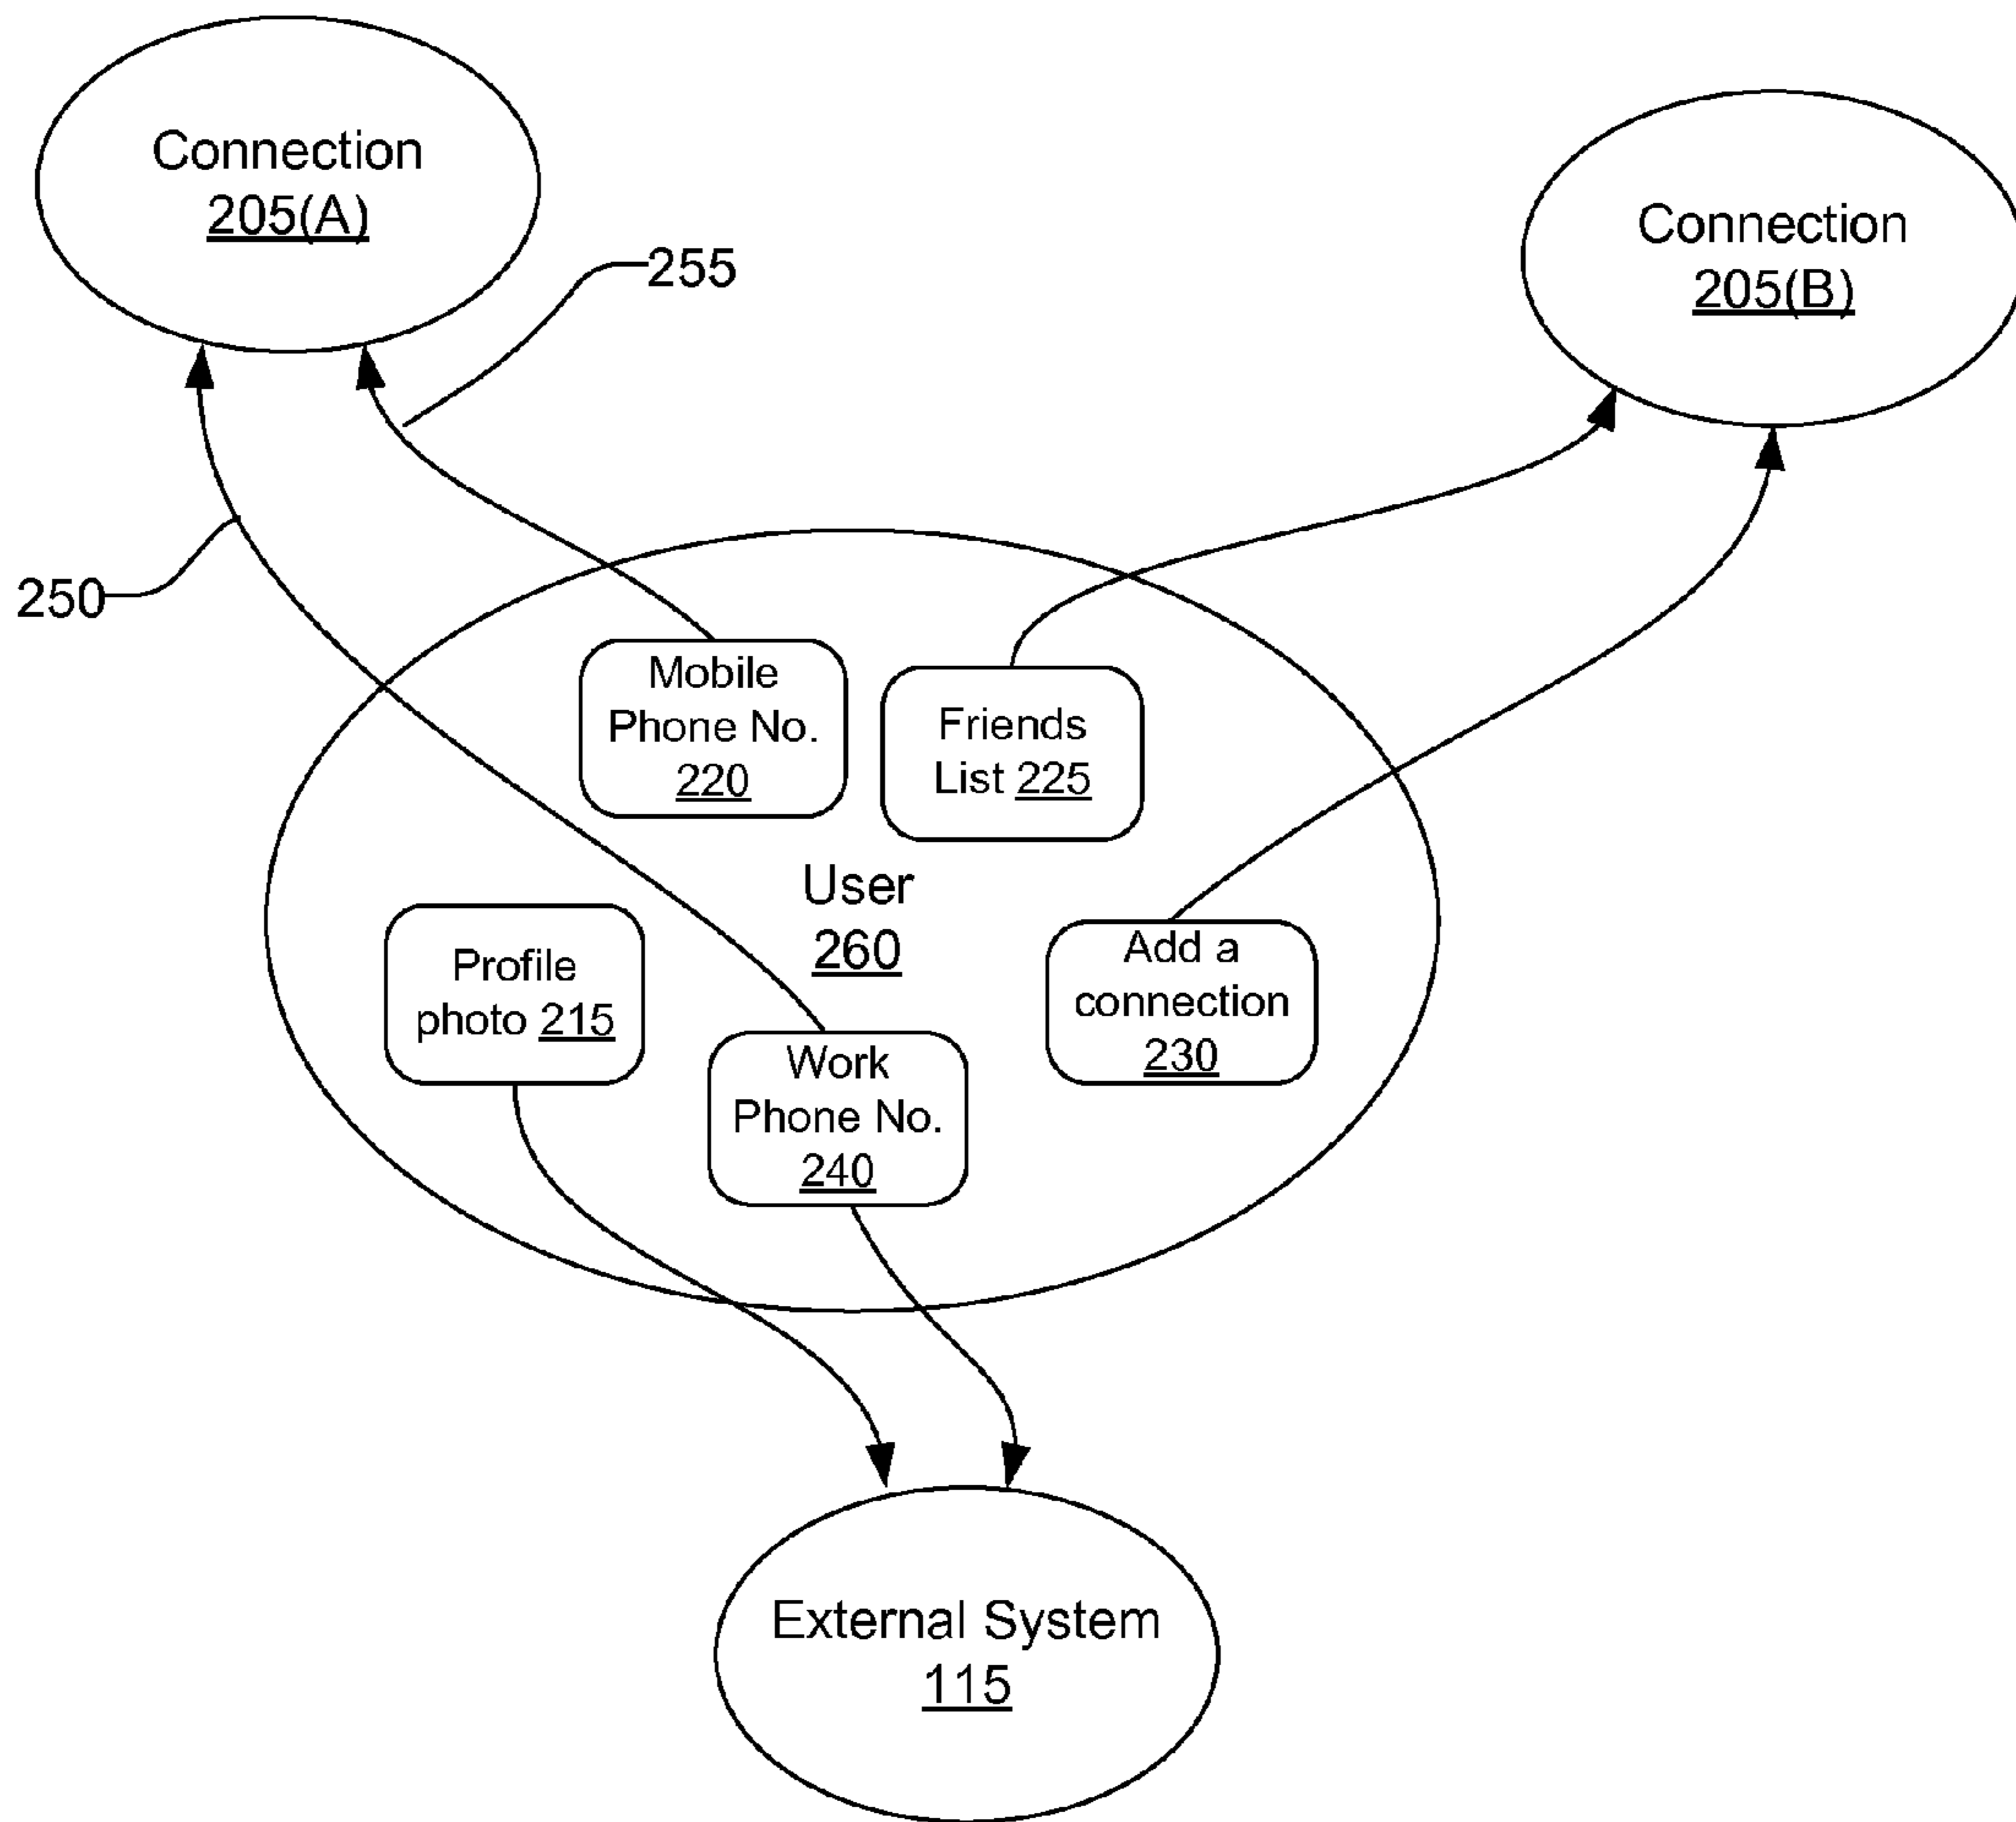 Connection
205(A)
Connection
205(B)
255
250
Mobile
Phone No.
220
Friends
List 225
User
260
Profile
photo 215
Add a
connection
230
Work
Phone No.
240
External System
115